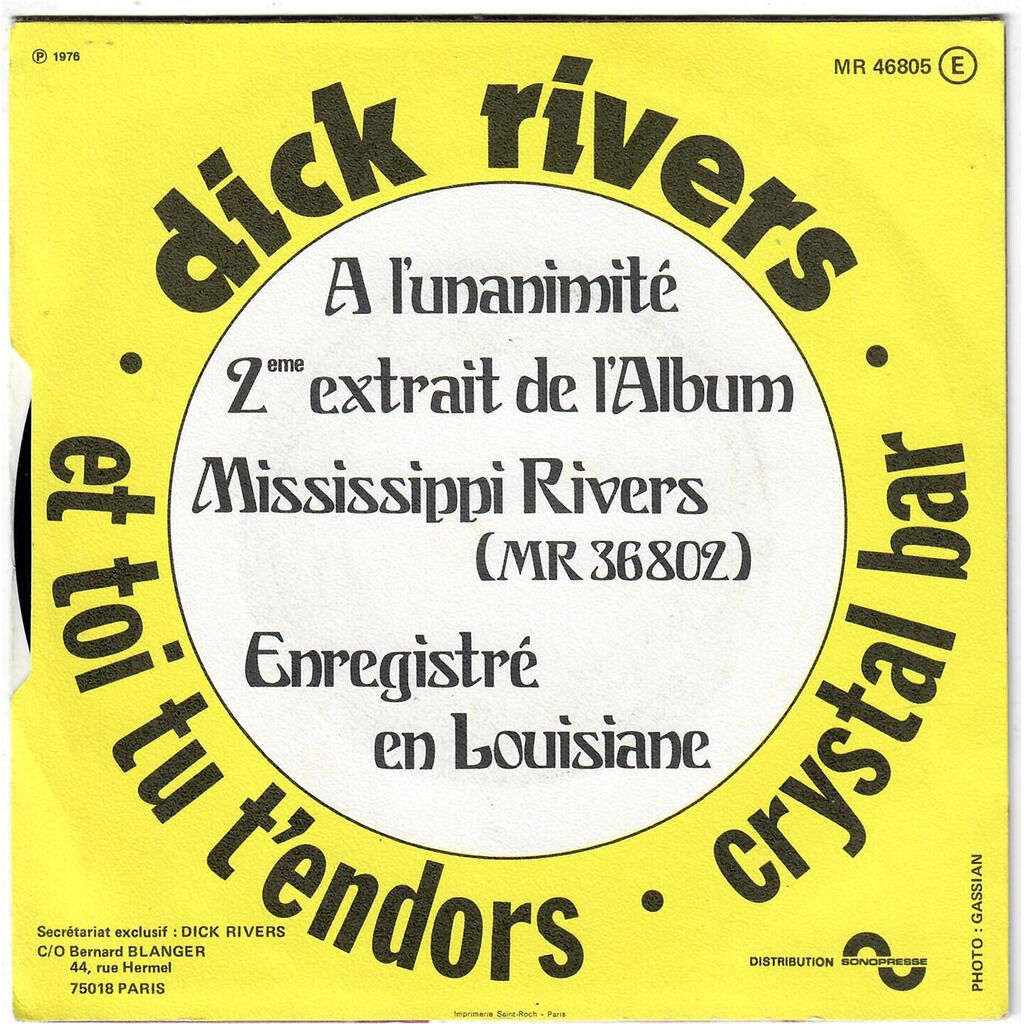 Ⓟ 1976
MR 46805 Ⓔ
dick rivers
A l'unanimité
2eme extrait de l'Album
Mississippi Rivers
(MR 36802)
Enregistré
en Louisiane
• et toi tu t'endors • crystal bar •
Secrétariat exclusif : DICK RIVERS
C/O Bernard BLANGER
44, rue Hermel
75018 PARIS
DISTRIBUTION SONOPRESSE
PHOTO : GASSIAN
Imprimerie Saint-Roch - Paris